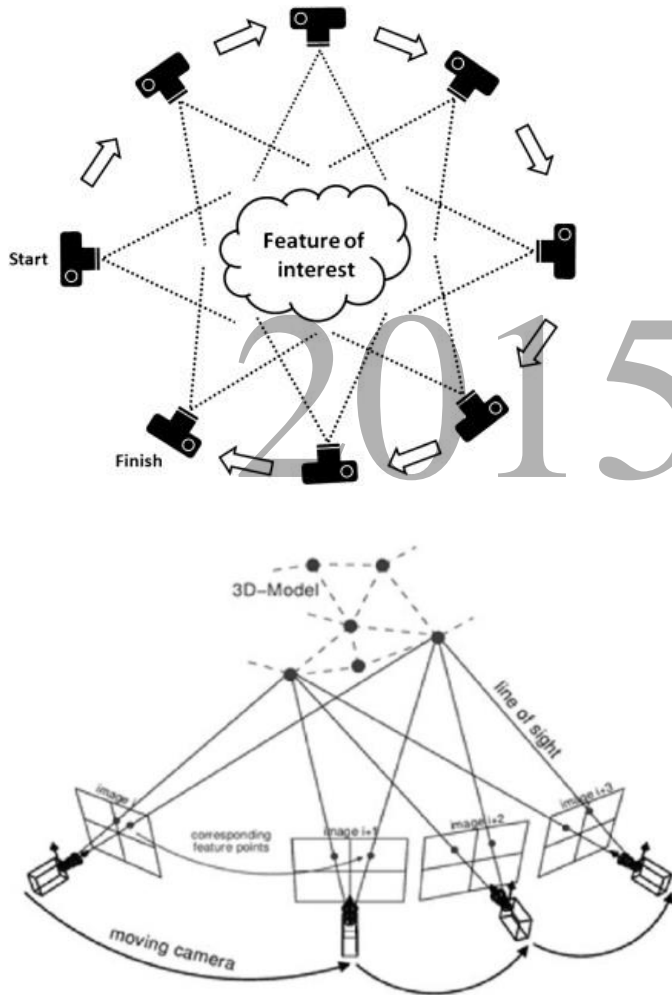 Start
Feature of
interest
2015
Finish
3D-Model
line of sight
image i
corresponding
feature points
image i+1
image i+2
image i+3
moving camera